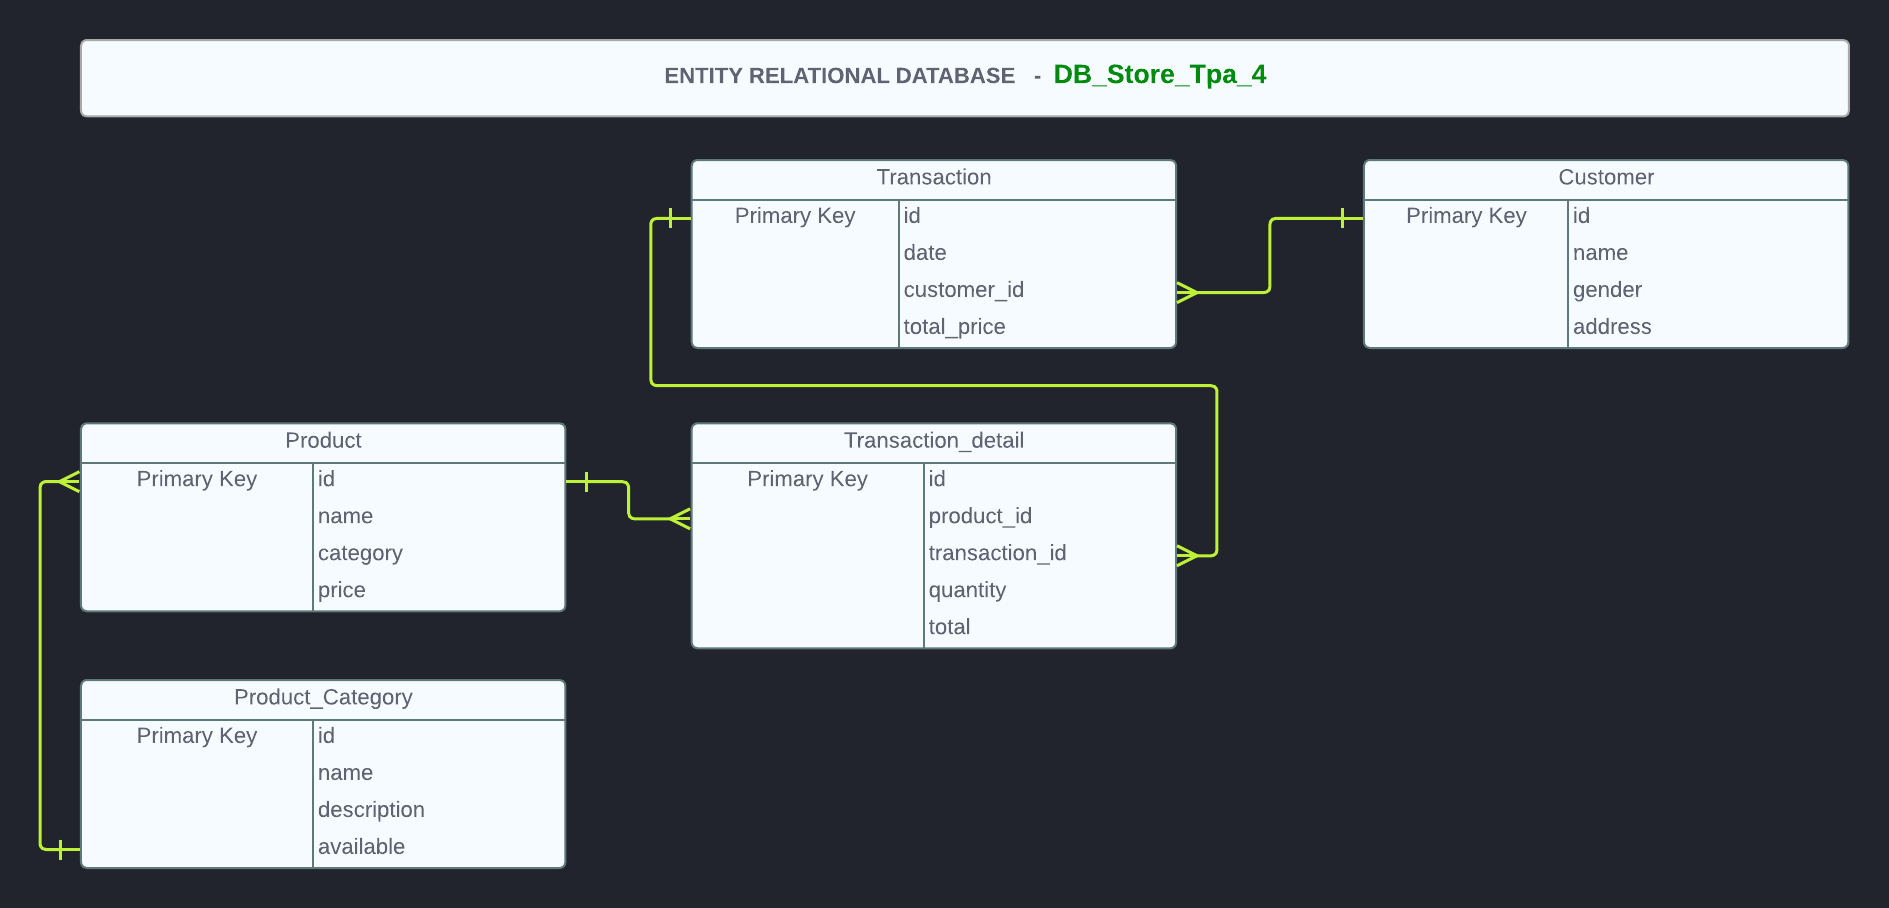 ENTITY RELATIONAL DATABASE - DB_Store_Tpa_4
Transaction
Primary Key id
date
customer_id
total_price
Customer
Primary Key id
name
gender
address
Product
Primary Key id
name
category
price
Transaction_detail
Primary Key id
product_id
transaction_id
quantity
total
Product_Category
Primary Key id
name
description
available